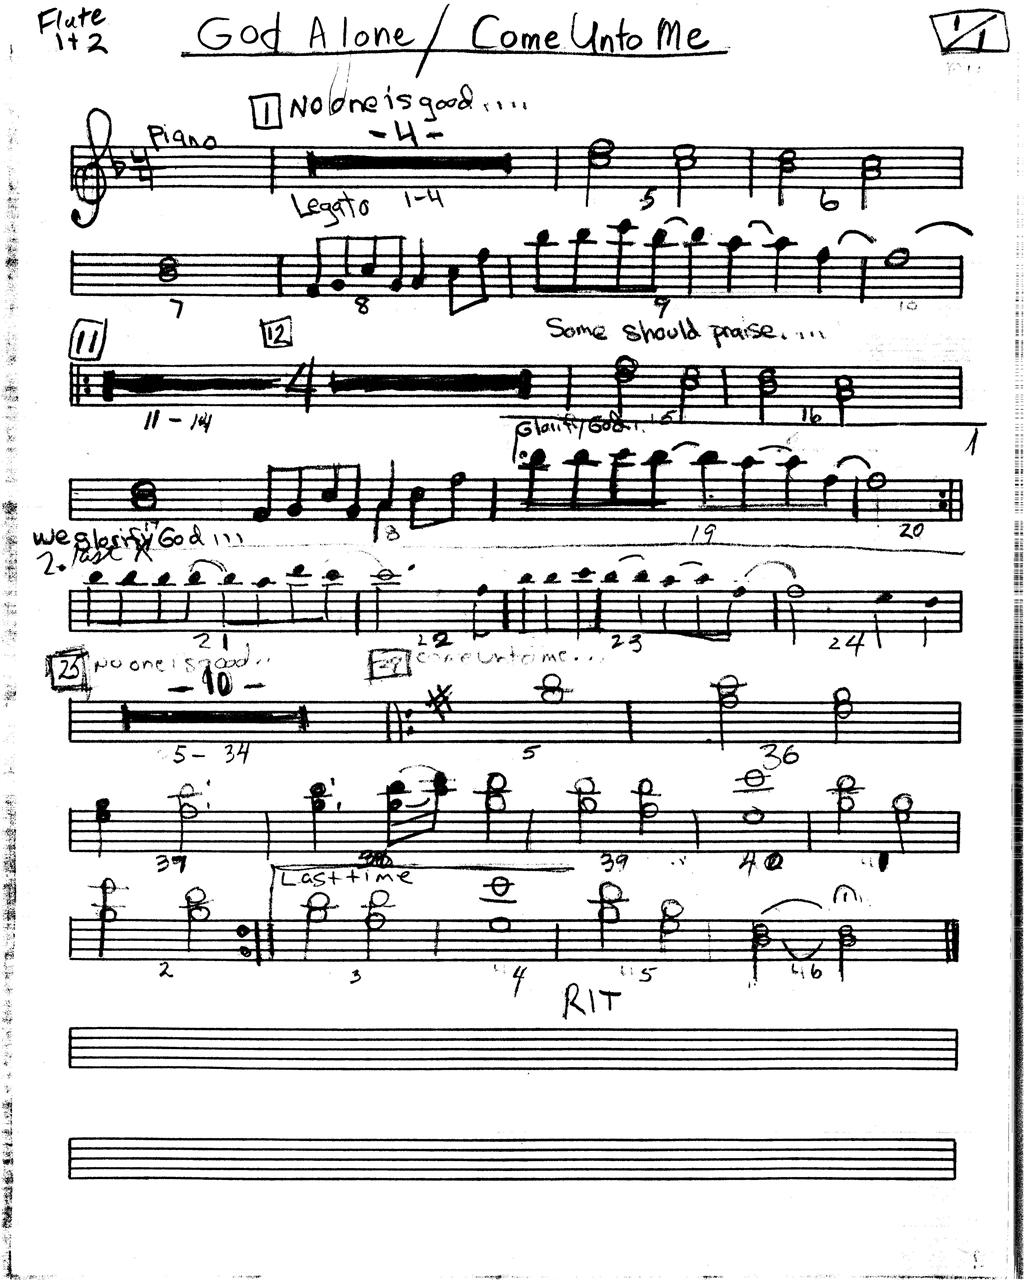 Flute
1+2
God Alone / Come Unto Me
1/1
1 No one is good....
- 4 -
Piano
4
4
Legato 1-4 5 6
7 8 9 10
11 12 Some should praise....
4
11-14 15 16
Glorify God... 1
1.
17 18 19 20
We glorify God...
2. last X
21 22 23 24
25 No one is good.. Come Unto me...
- 10 -
5- 34 5 36
37 39 40
Last time
2 3 4 5 46
RIT